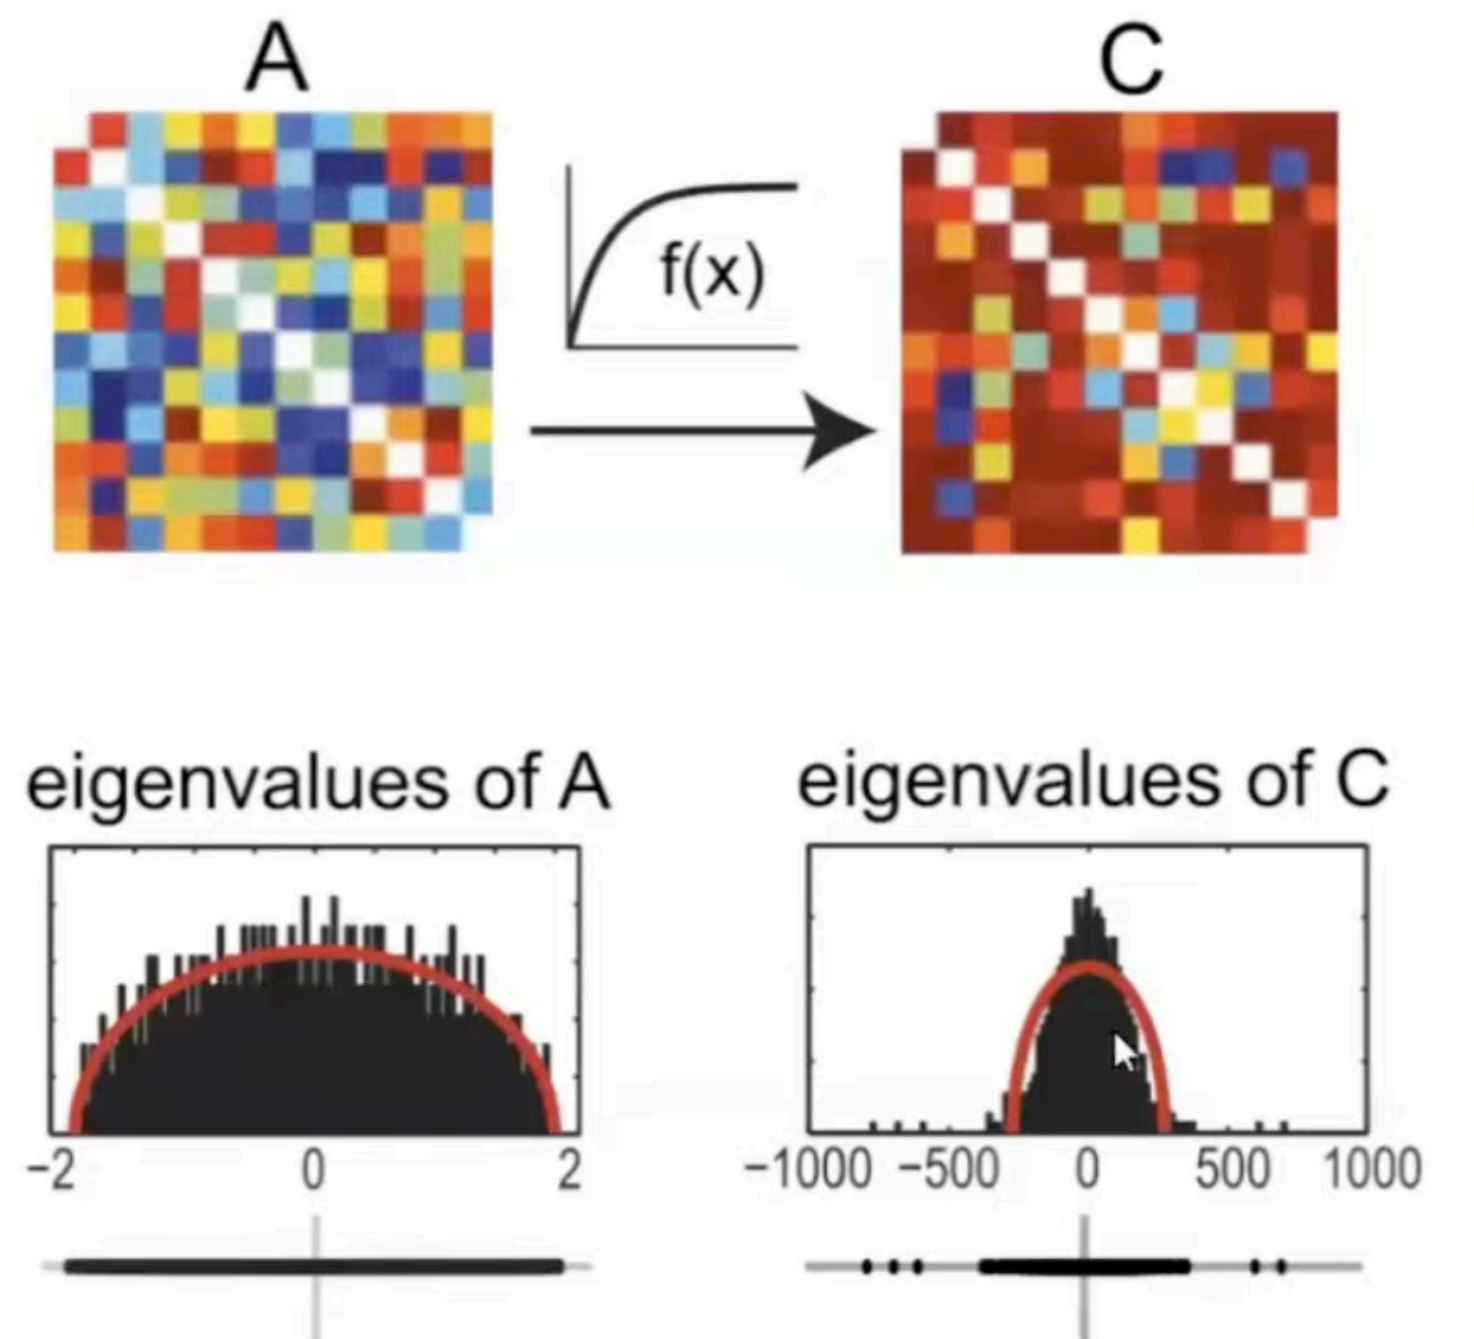 A
C
f(x)
eigenvalues of A
eigenvalues of C
−2 0 2
−1000 −500 0 500 1000